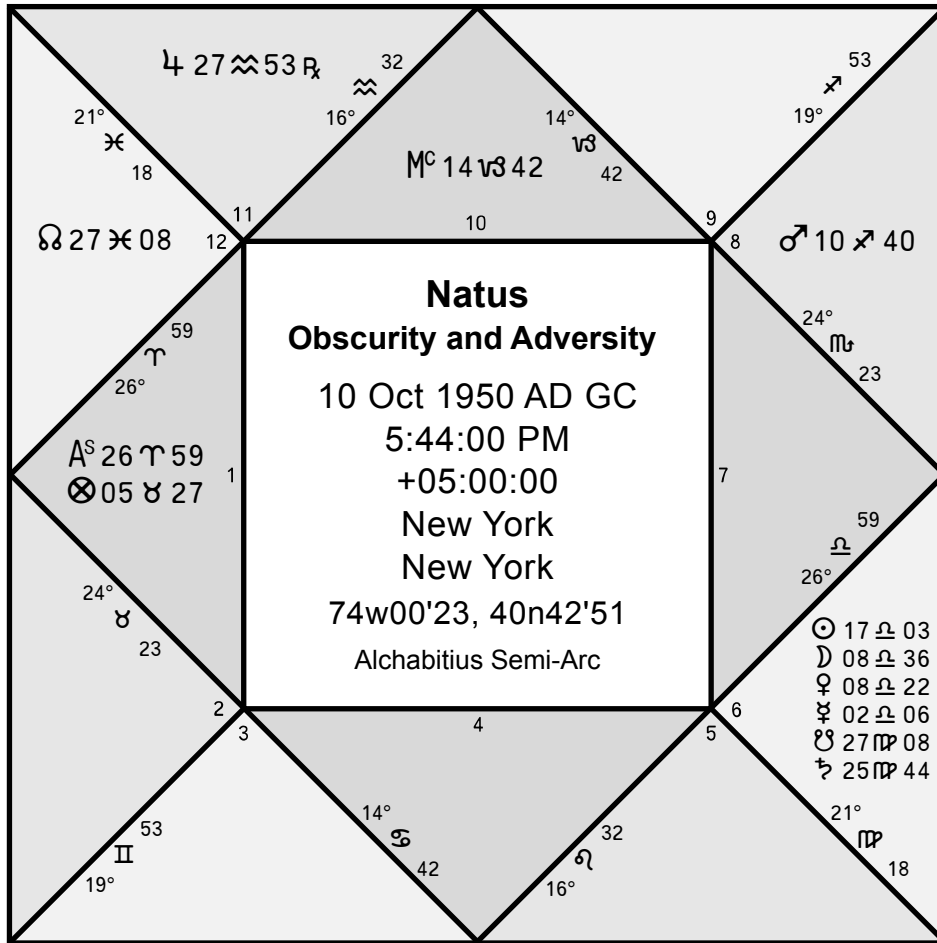 ♃ 27 ♒ 53 ℞
32
♒
16°
53
♐
19°
21°
♓
18
14°
♑
42
Mᶜ 14 ♑ 42
☊ 27 ♓ 08
11
12
10
9
8
♂ 10 ♐ 40
Natus
Obscurity and Adversity
10 Oct 1950 AD GC
5:44:00 PM
+05:00:00
New York
New York
74w00'23, 40n42'51
Alchabitius Semi-Arc
59
♈
26°
24°
♏
23
Aˢ 26 ♈ 59
⊗ 05 ♉ 27
1
7
59
♎
26°
24°
♉
23
☉ 17 ♎ 03
☽ 08 ♎ 36
♀ 08 ♎ 22
☿ 02 ♎ 06
☋ 27 ♍ 08
♄ 25 ♍ 44
2
3
4
6
5
53
♊
19°
14°
♋
42
32
♌
16°
21°
♍
18